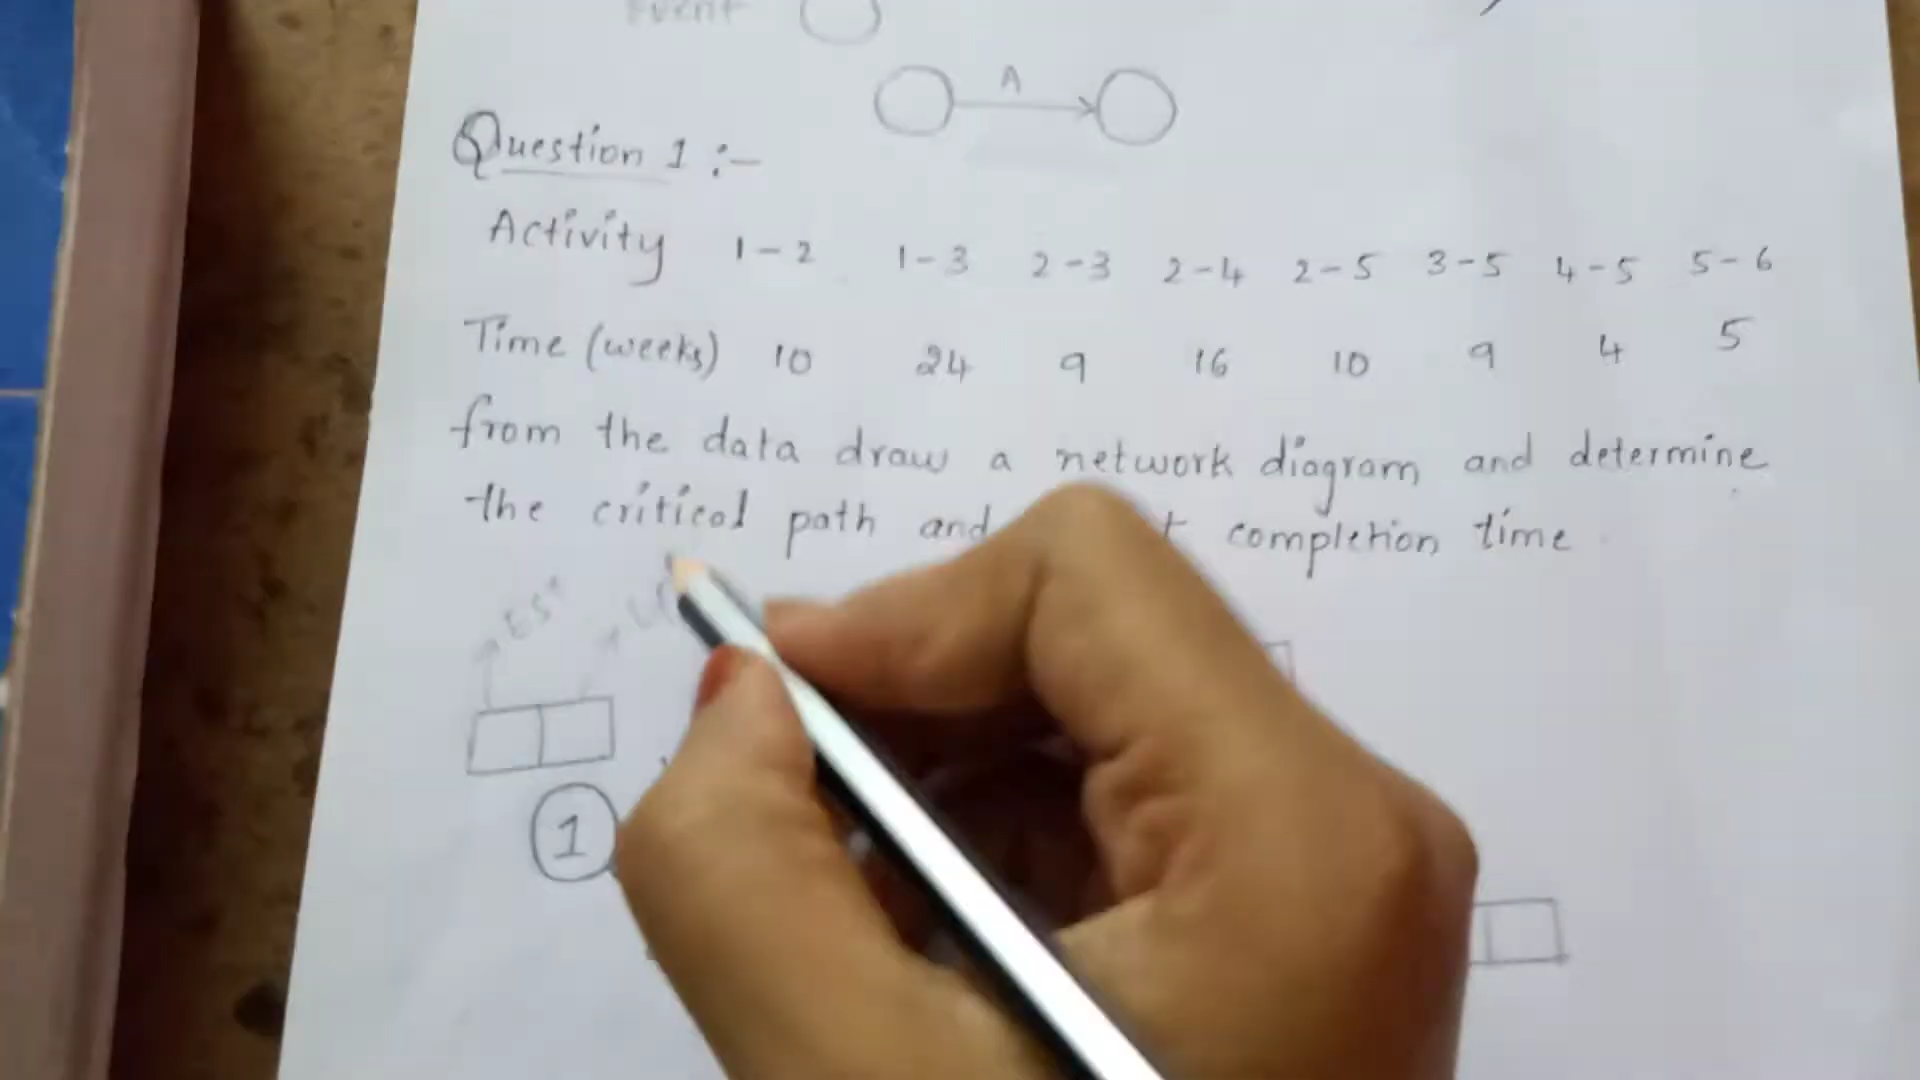 Event
A
Question 1 :-
Activity 1-2 1-3 2-3 2-4 2-5 3-5 4-5 5-6
Time (weeks) 10 24 9 16 10 9 4 5
from the data draw a network diagram and determine
the critical path and completion time
EST
1